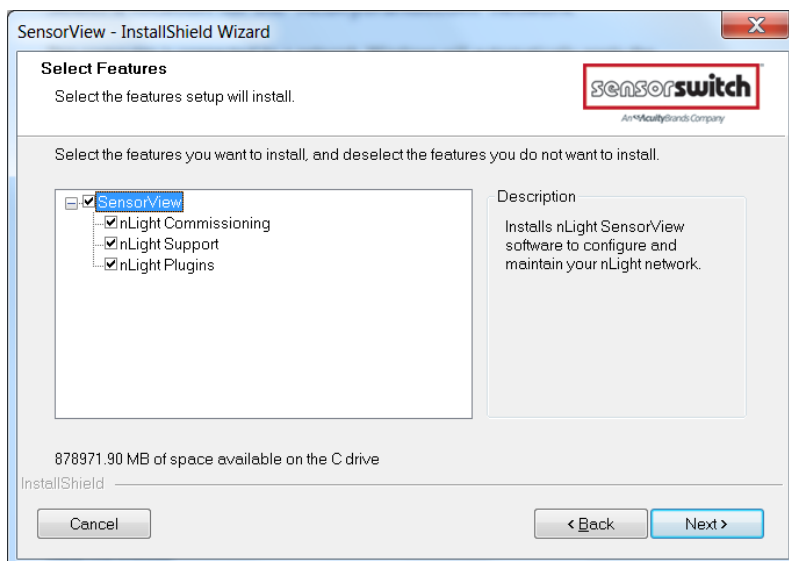 SensorView - InstallShield Wizard
Select Features
Select the features setup will install.
sensorswitch
An AcuityBrands Company
Select the features you want to install, and deselect the features you do not want to install.
SensorView
nLight Commissioning
nLight Support
nLight Plugins
Description
Installs nLight SensorView
software to configure and
maintain your nLight network.
878971.90 MB of space available on the C drive
InstallShield
Cancel
< Back
Next >